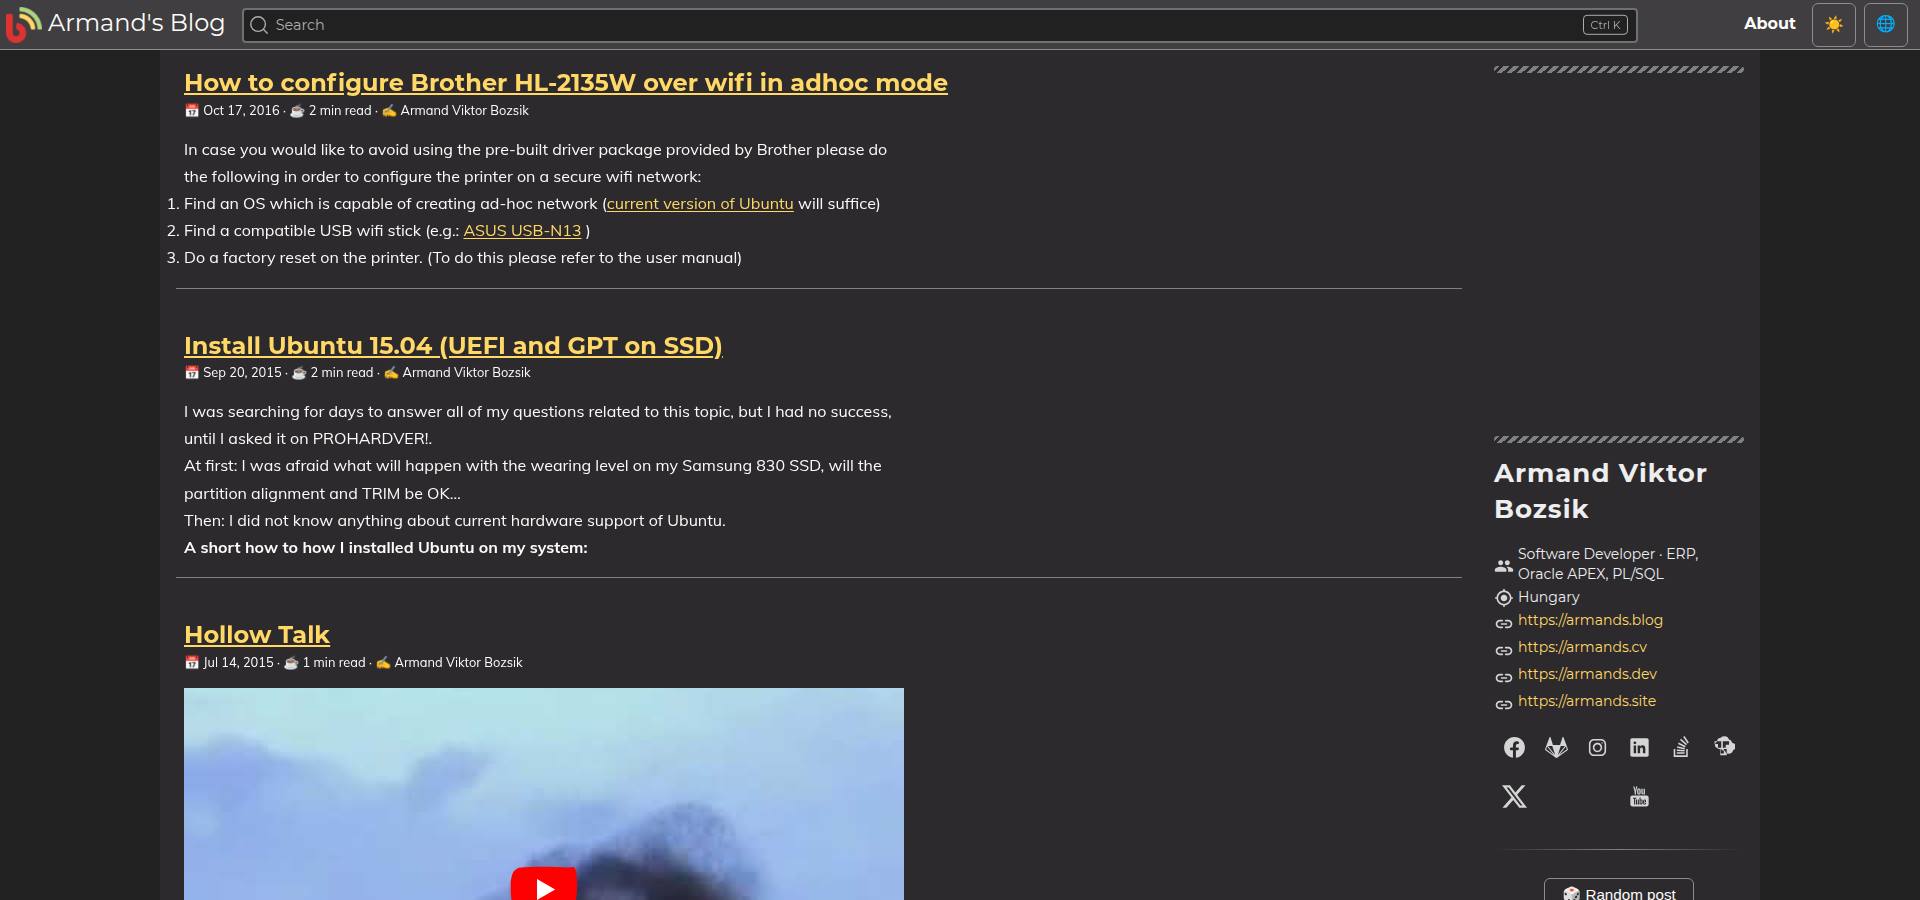 Armand's Blog
Search
Ctrl K
About
How to configure Brother HL-2135W over wifi in adhoc mode
📅 Oct 17, 2016 · ☕ 2 min read · ✍️ Armand Viktor Bozsik
In case you would like to avoid using the pre-built driver package provided by Brother please do
the following in order to configure the printer on a secure wifi network:
1. Find an OS which is capable of creating ad-hoc network (current version of Ubuntu will suffice)
2. Find a compatible USB wifi stick (e.g.: ASUS USB-N13 )
3. Do a factory reset on the printer. (To do this please refer to the user manual)
Install Ubuntu 15.04 (UEFI and GPT on SSD)
📅 Sep 20, 2015 · ☕ 2 min read · ✍️ Armand Viktor Bozsik
I was searching for days to answer all of my questions related to this topic, but I had no success,
until I asked it on PROHARDVER!.
At first: I was afraid what will happen with the wearing level on my Samsung 830 SSD, will the
partition alignment and TRIM be OK...
Then: I did not know anything about current hardware support of Ubuntu.
A short how to how I installed Ubuntu on my system:
Hollow Talk
📅 Jul 14, 2015 · ☕ 1 min read · ✍️ Armand Viktor Bozsik
Armand Viktor
Bozsik
Software Developer · ERP,
Oracle APEX, PL/SQL
Hungary
https://armands.blog
https://armands.cv
https://armands.dev
https://armands.site
You
Tube
🎲 Random post